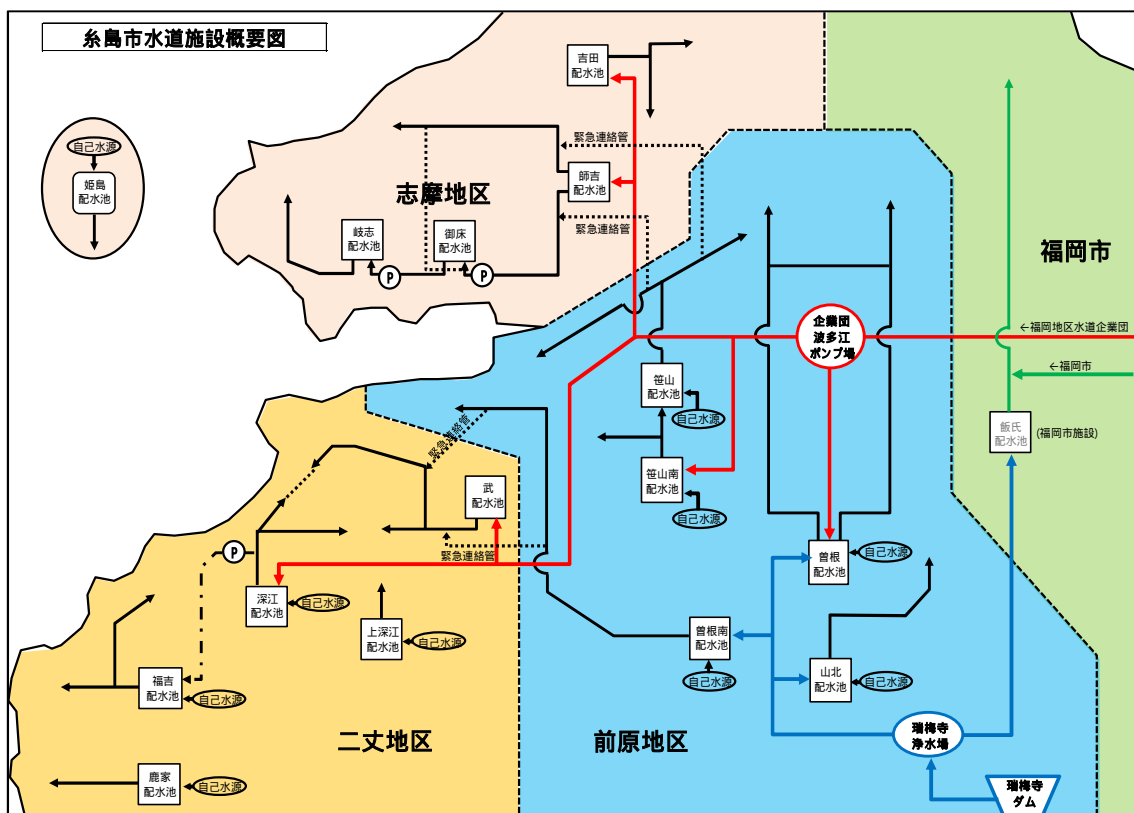 糸島市水道施設概要図
吉田
配水池
緊急連絡管
自己水源
姫島
配水池
師吉
配水池
志摩地区
緊急連絡管
岐志
配水池
御床
配水池
P
P
福岡市
企業団
波多江
ポンプ場
←福岡地区水道企業団
←福岡市
笹山
配水池
自己水源
飯氏
配水池
(福岡市施設)
緊急連絡管
笹山南
配水池
自己水源
武
配水池
緊急連絡管
P
曽根
配水池
自己水源
深江
配水池
自己水源
上深江
配水池
自己水源
曽根南
配水池
自己水源
山北
配水池
自己水源
福吉
配水池
自己水源
二丈地区
前原地区
瑞梅寺
浄水場
鹿家
配水池
自己水源
瑞梅寺
ダム